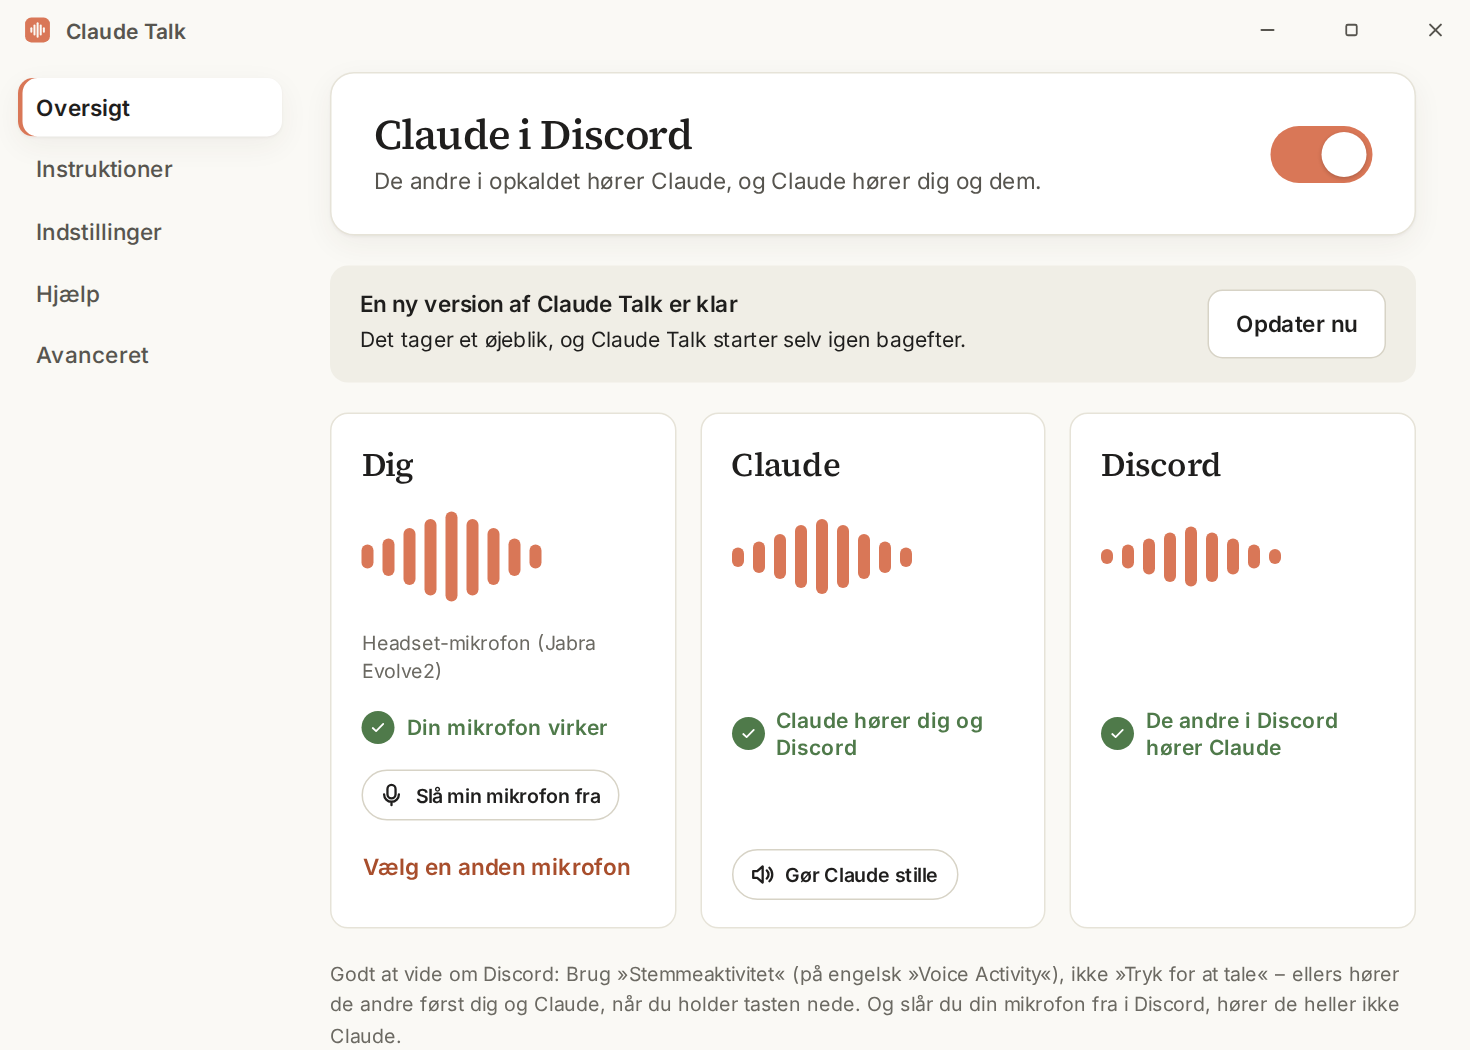 Claude Talk
Oversigt
Instruktioner
Indstillinger
Hjælp
Avanceret
Claude i Discord
De andre i opkaldet hører Claude, og Claude hører dig og dem.
En ny version af Claude Talk er klar
Det tager et øjeblik, og Claude Talk starter selv igen bagefter.
Opdater nu
Dig
Headset-mikrofon (Jabra
Evolve2)
Din mikrofon virker
Slå min mikrofon fra
Vælg en anden mikrofon
Claude
Claude hører dig og
Discord
Gør Claude stille
Discord
De andre i Discord
hører Claude
Godt at vide om Discord: Brug »Stemmeaktivitet« (på engelsk »Voice Activity«), ikke »Tryk for at tale« – ellers hører
de andre først dig og Claude, når du holder tasten nede. Og slår du din mikrofon fra i Discord, hører de heller ikke
Claude.